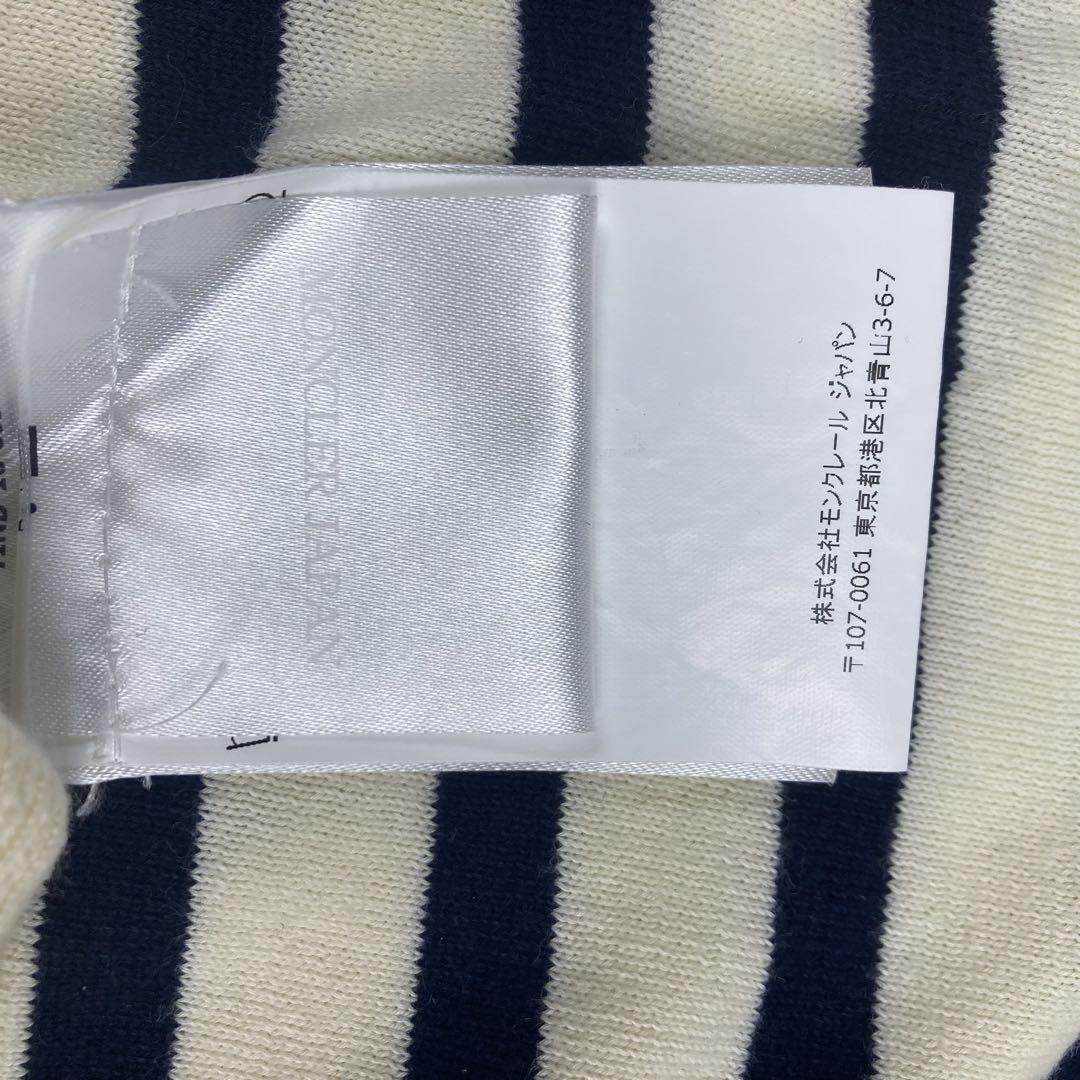 株式会社モンクレール ジャパン
〒107-0061 東京都港区北青山3-6-7
MONCLER JAPAN